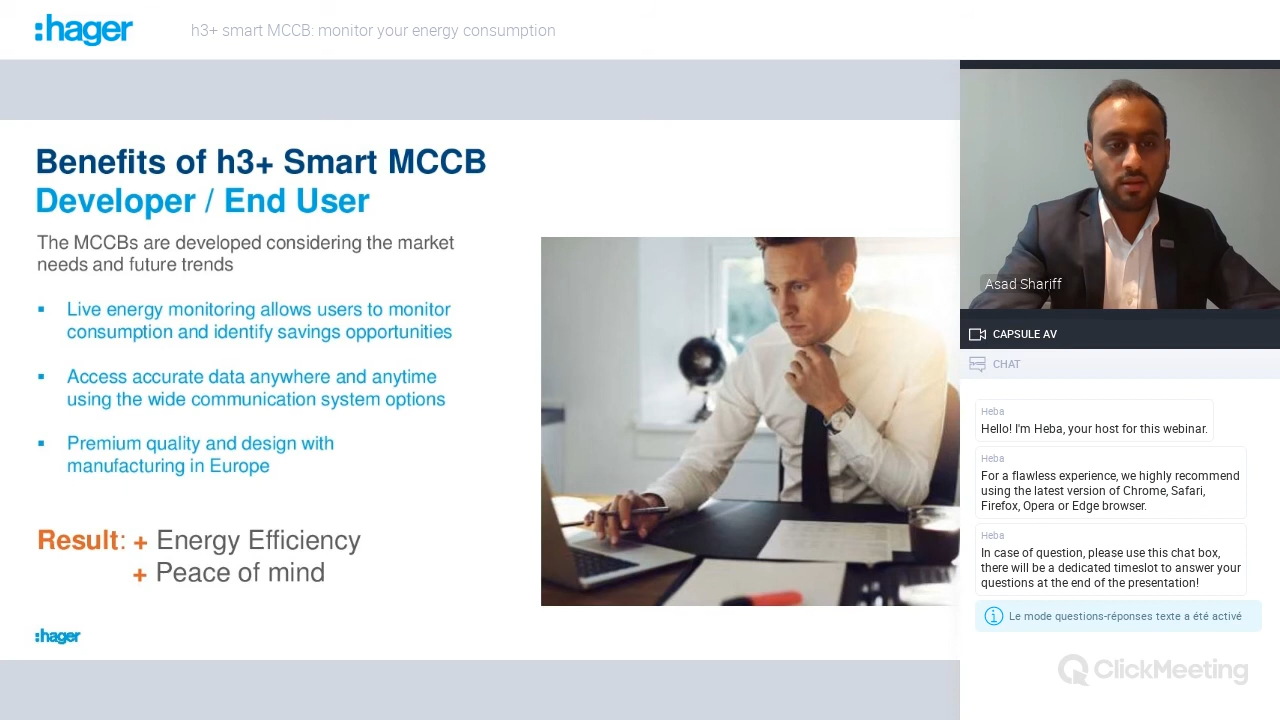 :hager
h3+ smart MCCB: monitor your energy consumption
Benefits of h3+ Smart MCCB
Developer / End User
The MCCBs are developed considering the market
needs and future trends
▪ Live energy monitoring allows users to monitor
consumption and identify savings opportunities
▪ Access accurate data anywhere and anytime
using the wide communication system options
▪ Premium quality and design with
manufacturing in Europe
Result: + Energy Efficiency
+ Peace of mind
:hager
Asad Shariff
CAPSULE AV
CHAT
Heba
Hello! I'm Heba, your host for this webinar.
Heba
For a flawless experience, we highly recommend
using the latest version of Chrome, Safari,
Firefox, Opera or Edge browser.
Heba
In case of question, please use this chat box,
there will be a dedicated timeslot to answer your
questions at the end of the presentation!
Le mode questions-réponses texte a été activé
ClickMeeting